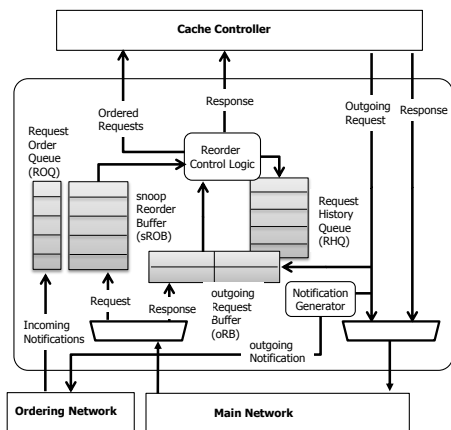 Cache Controller
Ordered
Requests
Response
Outgoing
Request
Response
Request
Order
Queue
(ROQ)
Reorder
Control Logic
snoop
Reorder
Buffer
(sROB)
Request
History
Queue
(RHQ)
Request
Response
outgoing
Request
Buffer
(oRB)
Notification
Generator
Incoming
Notifications
outgoing
Notification
Ordering Network
Main Network